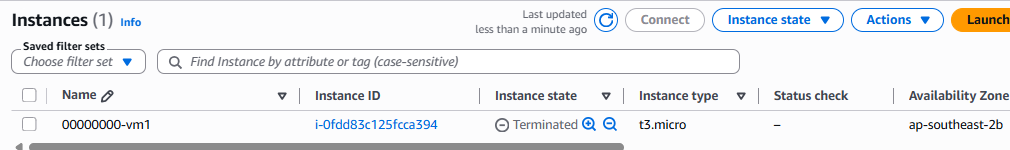 Instances (1) Info
Last updated
less than a minute ago
Connect
Instance state
Actions
Launch
Saved filter sets
Choose filter set
Find Instance by attribute or tag (case-sensitive)
Name Instance ID Instance state Instance type Status check Availability Zone
00000000-vm1 i-0fdd83c125fcca394 Terminated t3.micro – ap-southeast-2b